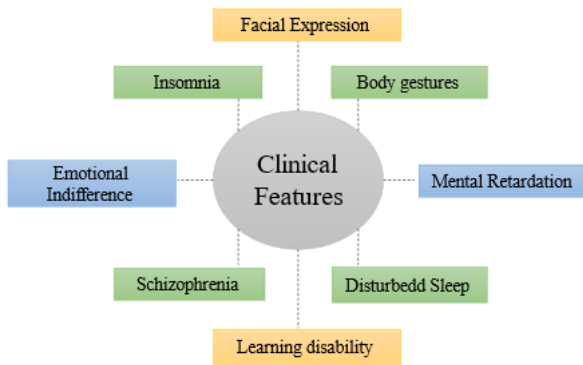 Facial Expression
Insomnia
Body gestures
Emotional
Indifference
Clinical
Features
Mental Retardation
Schizophrenia
Disturbedd Sleep
Learning disability